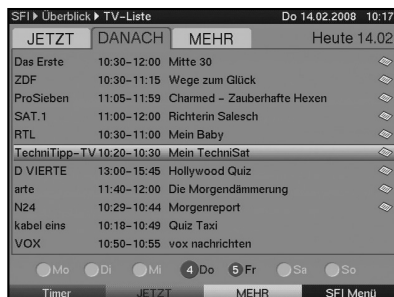 SFI Überblick TV-Liste Do 14.02.2008 10:17
JETZT DANACH MEHR Heute 14.02
Das Erste 10:30-12:00 Mitte 30
ZDF 10:30-11:15 Wege zum Glück
ProSieben 11:05-11:59 Charmed - Zauberhafte Hexen
SAT.1 11:00-12:00 Richterin Salesch
RTL 10:30-11:00 Mein Baby
TechniTipp-TV 10:20-10:30 Mein TechniSat
D VIERTE 13:00-15:45 Hollywood Quiz
arte 11:40-12:00 Die Morgendämmerung
N24 10:29-10:44 Morgenreport
kabel eins 10:18-10:49 Quiz Taxi
VOX 10:50-10:55 vox nachrichten
Mo Di Mi 4 Do 5 Fr Sa So
Timer JETZT MEHR SFI Menü